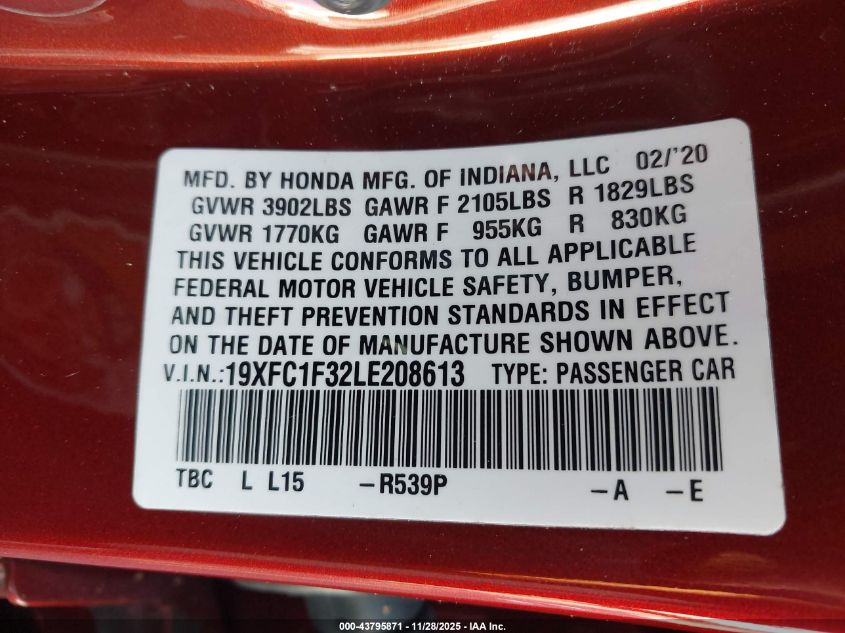 MFD. BY HONDA MFG. OF INDIANA, LLC 02/'20
GVWR 3902LBS GAWR F 2105LBS R 1829LBS
GVWR 1770KG GAWR F 955KG R 830KG
THIS VEHICLE CONFORMS TO ALL APPLICABLE
FEDERAL MOTOR VEHICLE SAFETY, BUMPER,
AND THEFT PREVENTION STANDARDS IN EFFECT
ON THE DATE OF MANUFACTURE SHOWN ABOVE.
V.I.N.:19XFC1F32LE208613 TYPE: PASSENGER CAR
TBC L L15 –R539P –A –E
000-43795871 | 11/28/2025 - IAA Inc.